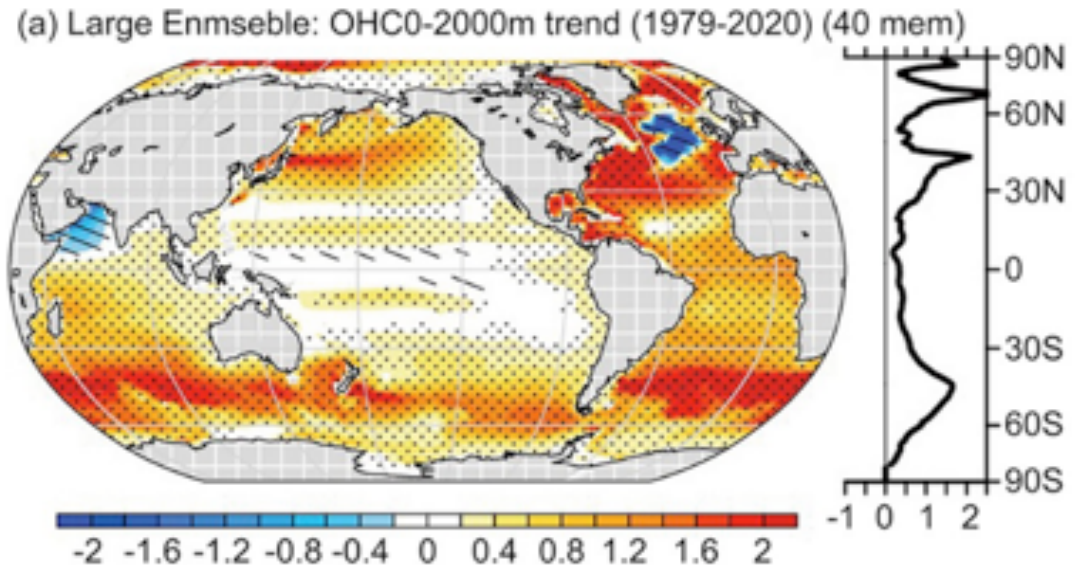 (a) Large Enmseble: OHC0-2000m trend (1979-2020) (40 mem)
90N
60N
30N
0
30S
60S
90S
-1 0 1 2
-2 -1.6 -1.2 -0.8 -0.4 0 0.4 0.8 1.2 1.6 2